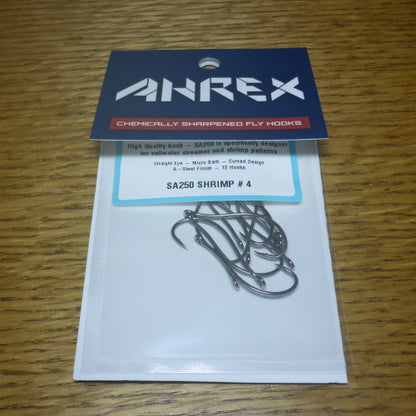 AHREX
CHEMICALLY SHARPENED FLY HOOKS
High Quality hook – SA250 is specifically designed
for saltwater streamer and shrimp patterns
Straight Eye – Micro Barb – Curved Design
A-Steel Finish – 12 Hooks
SA250 SHRIMP # 4